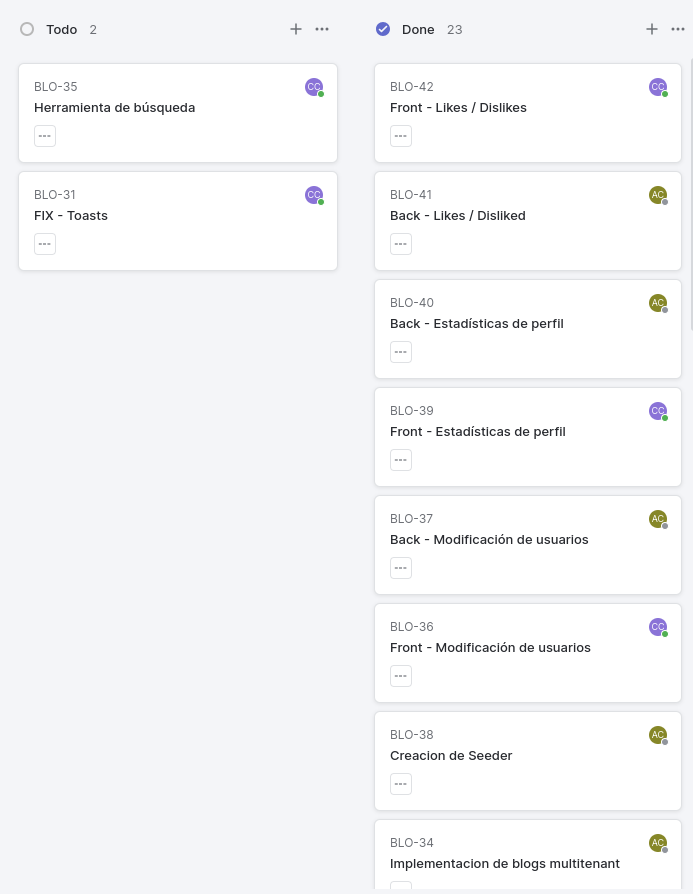 Todo 2
BLO-35 CC
Herramienta de búsqueda
---
BLO-31 CC
FIX - Toasts
---
Done 23
BLO-42 CC
Front - Likes / Dislikes
---
BLO-41 AC
Back - Likes / Disliked
---
BLO-40 AC
Back - Estadísticas de perfil
---
BLO-39 CC
Front - Estadísticas de perfil
---
BLO-37 AC
Back - Modificación de usuarios
---
BLO-36 CC
Front - Modificación de usuarios
---
BLO-38 AC
Creacion de Seeder
---
BLO-34 AC
Implementacion de blogs multitenant